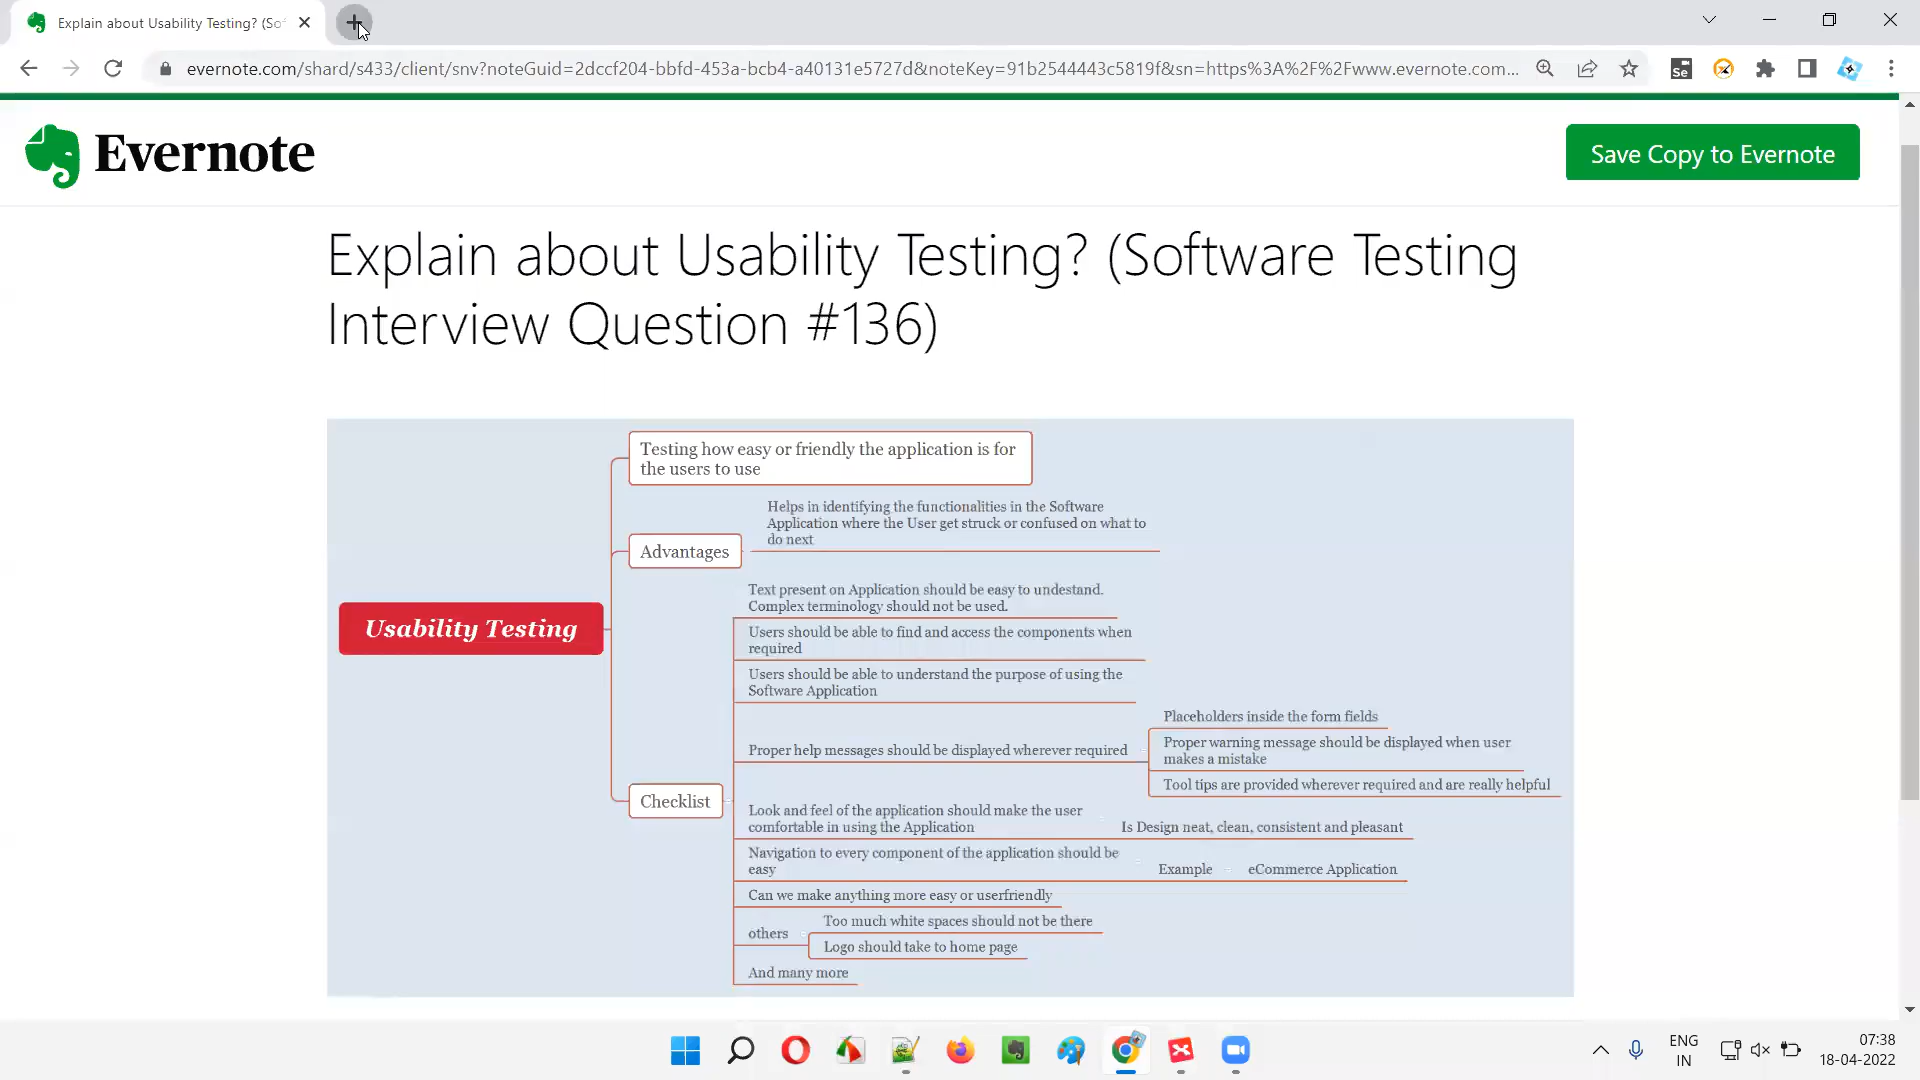 Explain about Usability Testing? (So
evernote.com/shard/s433/client/snv?noteGuid=2dccf204-bbfd-453a-bcb4-a40131e5727d&noteKey=91b2544443c5819f&sn=https%3A%2F%2Fwww.evernote.com...
Se
Evernote
Save Copy to Evernote
Explain about Usability Testing? (Software Testing
Interview Question #136)
Testing how easy or friendly the application is for
the users to use
Helps in identifying the functionalities in the Software
Application where the User get struck or confused on what to
do next
Advantages
Text present on Application should be easy to undestand.
Complex terminology should not be used.
Usability Testing
Users should be able to find and access the components when
required
Users should be able to understand the purpose of using the
Software Application
Placeholders inside the form fields
Proper help messages should be displayed wherever required
Proper warning message should be displayed when user
makes a mistake
Tool tips are provided wherever required and are really helpful
Checklist
Look and feel of the application should make the user
comfortable in using the Application
Is Design neat, clean, consistent and pleasant
Navigation to every component of the application should be
easy
Example
eCommerce Application
Can we make anything more easy or userfriendly
others
Too much white spaces should not be there
Logo should take to home page
And many more
ENG
IN
07:38
18-04-2022